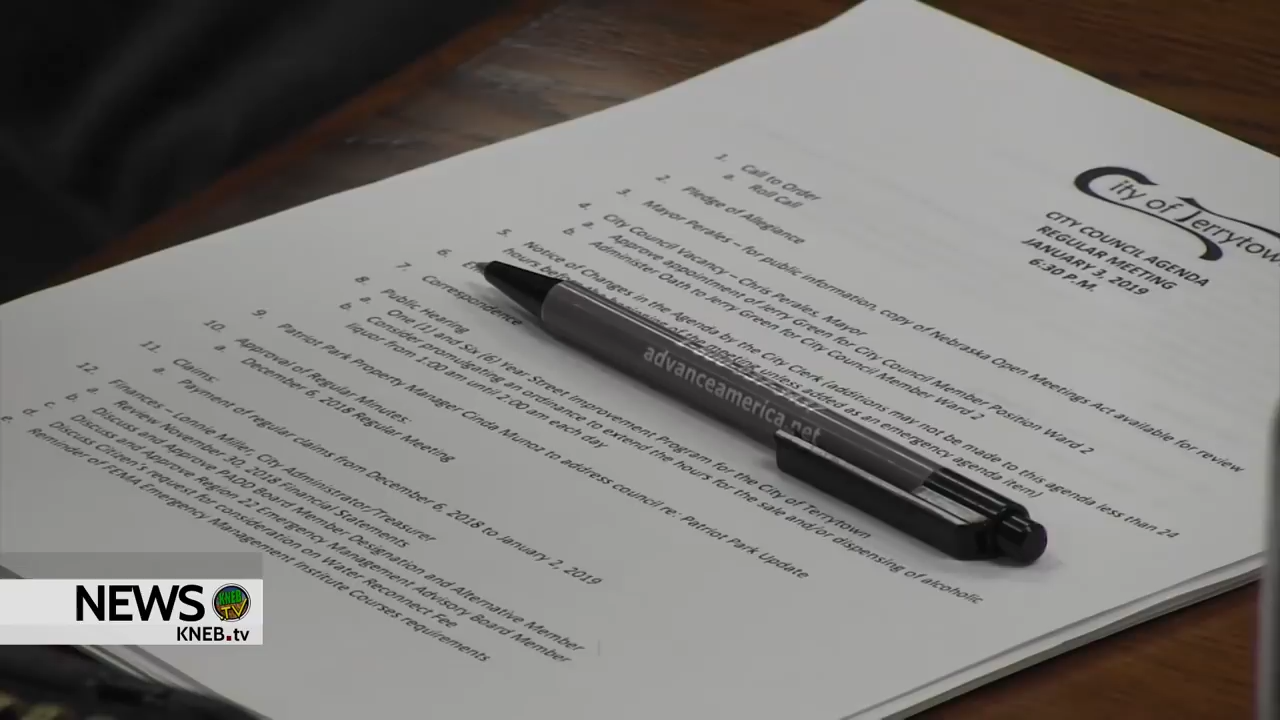 City of Terrytown
CITY COUNCIL AGENDA
REGULAR MEETING
JANUARY 3, 2019
6:30 P.M.
1. Call to Order
a. Roll Call
2. Pledge of Allegiance
3. Mayor Perales – for public information, copy of Nebraska Open Meetings Act available for review
4. City Council Vacancy – Chris Perales, Mayor
a. Approve appointment of Jerry Green for City Council Member Position Ward 2
b. Administer Oath to Jerry Green for City Council Member Ward 2
5. Notice of Changes in the Agenda by the City Clerk (additions may not be made to this agenda less than 24
hours before the beginning of the meeting unless added as an emergency agenda item)
6.
7. Correspondence
8. Public Hearing
a. One (1) and Six (6) Year Street Improvement Program for the City of Terrytown
b. Consider promulgating an ordinance to extend the hours for the sale and/or dispensing of alcoholic
liquor from 1:00 am until 2:00 am each day
9. Patriot Park Property Manager Cinda Munoz to address council re: Patriot Park Update
10. Approval of Regular Minutes:
a. December 6, 2018 Regular Meeting
11. Claims:
a. Payment of regular claims from December 6, 2018 to January 2, 2019
12. Finances – Lonnie Miller, City Administrator/Treasurer
a. Review November 30, 2018 Financial Statements
b. Discuss and Approve PADD Board Member Designation and Alternative Member
c. Discuss and Approve Region 22 Emergency Management Advisory Board Member
d. Discuss Citizen's request for consideration on Water Reconnect Fee
e. Reminder of FEMA Emergency Management Institute Courses requirements
advanceamerica.net
NEWS
KNEB
TV
KNEB.tv